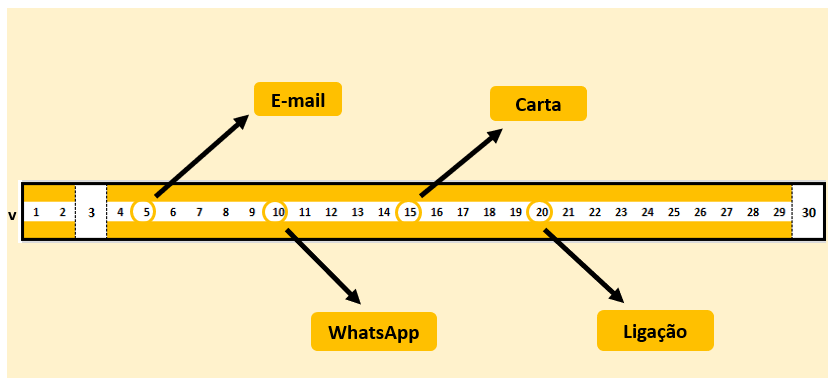 E-mail
Carta
v 1 2 3 4 5 6 7 8 9 10 11 12 13 14 15 16 17 18 19 20 21 22 23 24 25 26 27 28 29 30
WhatsApp
Ligação